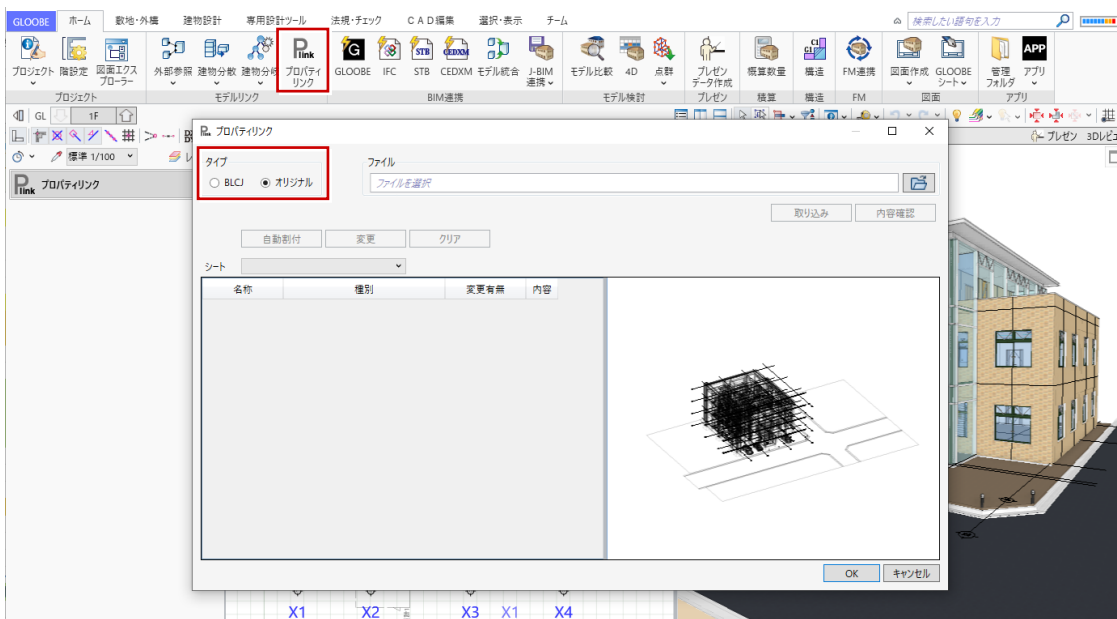 GLOOBE ホーム 敷地・外構 建物設計 専用設計ツール 法規・チェック CAD編集 選択・表示 チーム 検索したい語句を入力
プロジェクト 階設定 図面エクスプローラー 外部参照 建物分散 建物分岐 プロパティリンク GLOOBE IFC STB CEDXM モデル統合 J-BIM連携 モデル比較 4D 点群 プレゼンデータ作成 概算数量 構造 FM連携 図面作成 GLOOBEシート 管理フォルダ アプリ
プロジェクト モデルリンク BIM連携 モデル検討 プレゼン 積算 構造 FM 図面 アプリ
GL 1F
プロパティリンク
標準 1/100
プレゼン
タイプ ファイル
BLCJ オリジナル ファイルを選択
Plink プロパティリンク
取り込み 内容確認
自動割付 変更 クリア
シート
名称 種別 変更有無 内容
OK キャンセル
X1 X2 X3 X1 X4